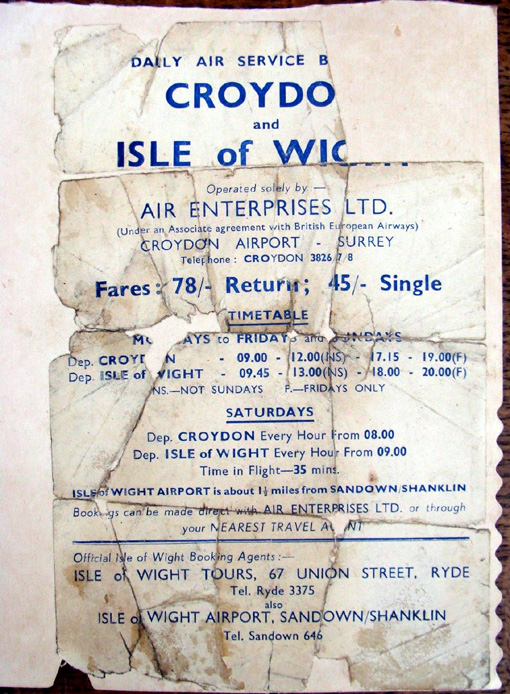 DAILY AIR SERVICE B
CROYDO
and
ISLE of WIG
Operated solely by —
AIR ENTERPRISES LTD.
(Under an Associate agreement with British European Airways)
CROYDON AIRPORT - SURREY
Telephone : CROYDON 3826/7/8
Fares: 78/- Return; 45/- Single
TIMETABLE
MO AYS to FRIDAYS and SUNDAYS
Dep. CROYD N - 09.00 - 12.00(NS) - 17.15 - 19.00(F)
Dep. ISLE of WIGHT - 09.45 - 13.00(NS) - 18.00 - 20.00(F)
NS.—NOT SUNDAYS F.—FRIDAYS ONLY
SATURDAYS
Dep. CROYDON Every Hour from 08.00
Dep. ISLE of WIGHT Every Hour from 09.00
Time in Flight—35 mins.
ISLE of WIGHT AIRPORT is about 1½ miles from SANDOWN/SHANKLIN
Bookings can be made direct with AIR ENTERPRISES LTD. or through
your NEAREST TRAVEL A NT
Official Isle of Wight Booking Agents:—
ISLE of WIGHT TOURS, 67 UNION STREET, RYDE
Tel. Ryde 3375
also
ISLE of WIGHT AIRPORT, SANDOWN/SHANKLIN
Tel. Sandown 646